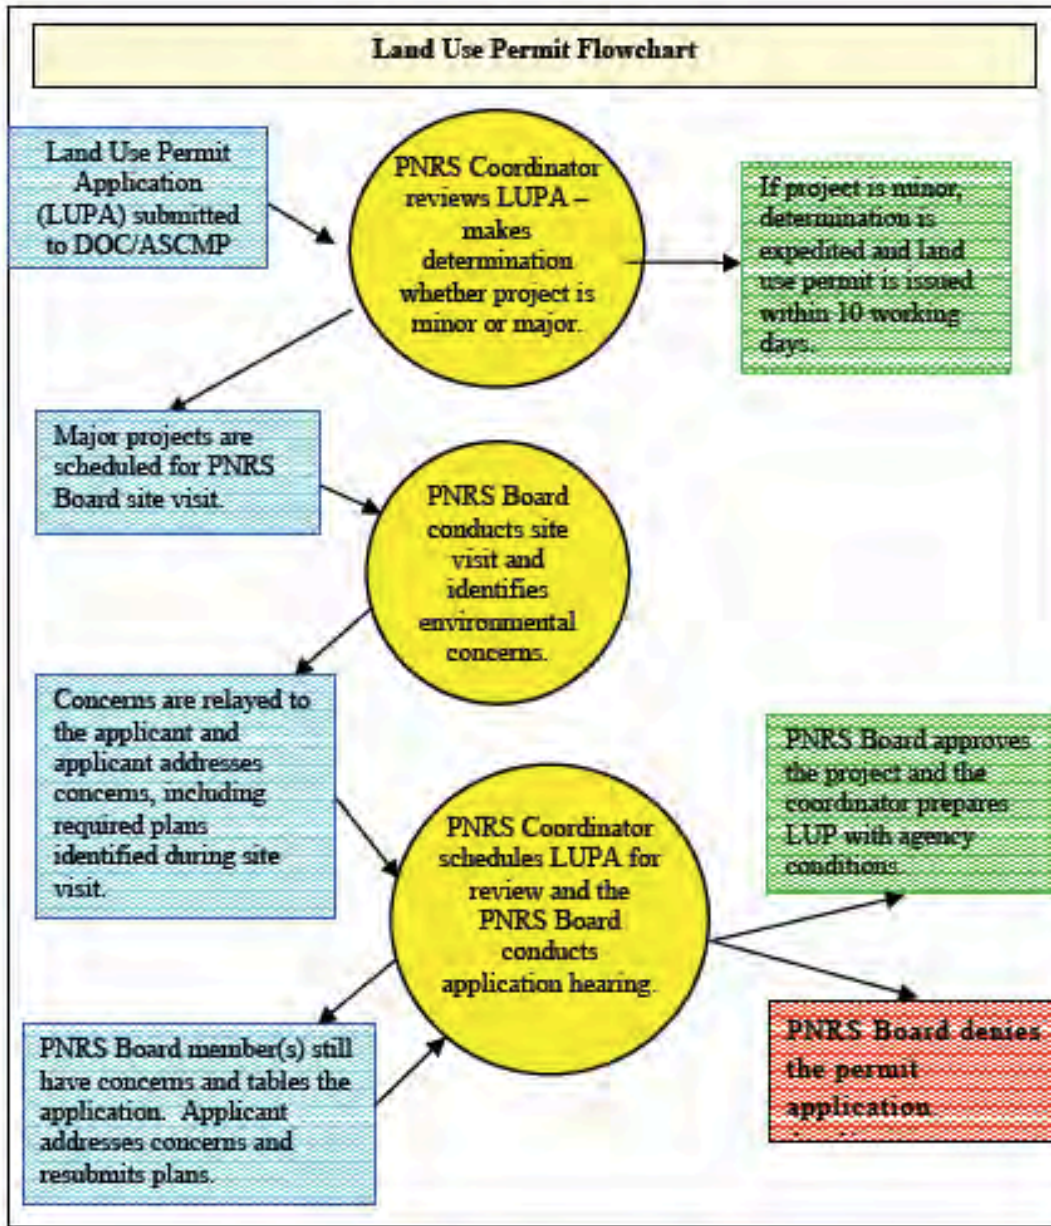 Land Use Permit Flowchart
Land Use Permit
Application
(LUPA) submitted
to DOC/ASCMP
PNRS Coordinator
reviews LUPA –
makes
determination
whether project is
minor or major.
If project is minor,
determination is
expedited and land
use permit is issued
within 10 working
days.
Major projects are
scheduled for PNRS
Board site visit.
PNRS Board
conducts site
visit and
identifies
environmental
concerns.
Concerns are relayed to
the applicant and
applicant addresses
concerns, including
required plans
identified during site
visit.
PNRS Coordinator
schedules LUPA for
review and the
PNRS Board
conducts
application hearing.
PNRS Board approves
the project and the
coordinator prepares
LUP with agency
conditions.
PNRS Board denies
the permit
application
PNRS Board member(s) still
have concerns and tables the
application. Applicant
addresses concerns and
resubmits plans.